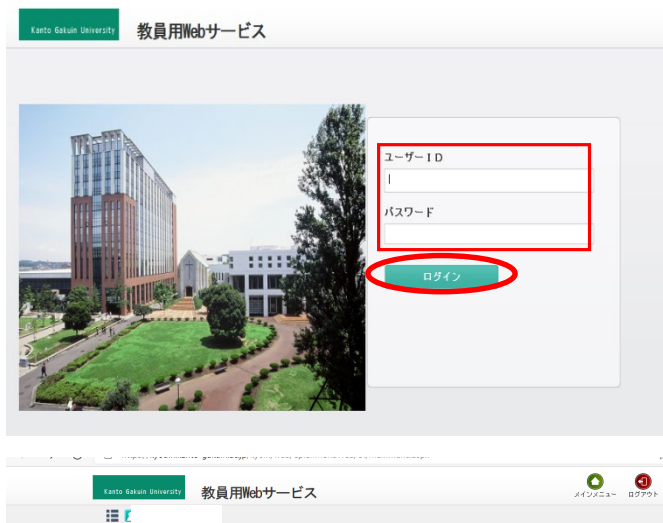 Kanto Gakuin University 教員用Webサービス
ユーザーＩＤ
パスワード
ログイン
Kanto Gakuin University 教員用Webサービス
メインメニュー ログアウト